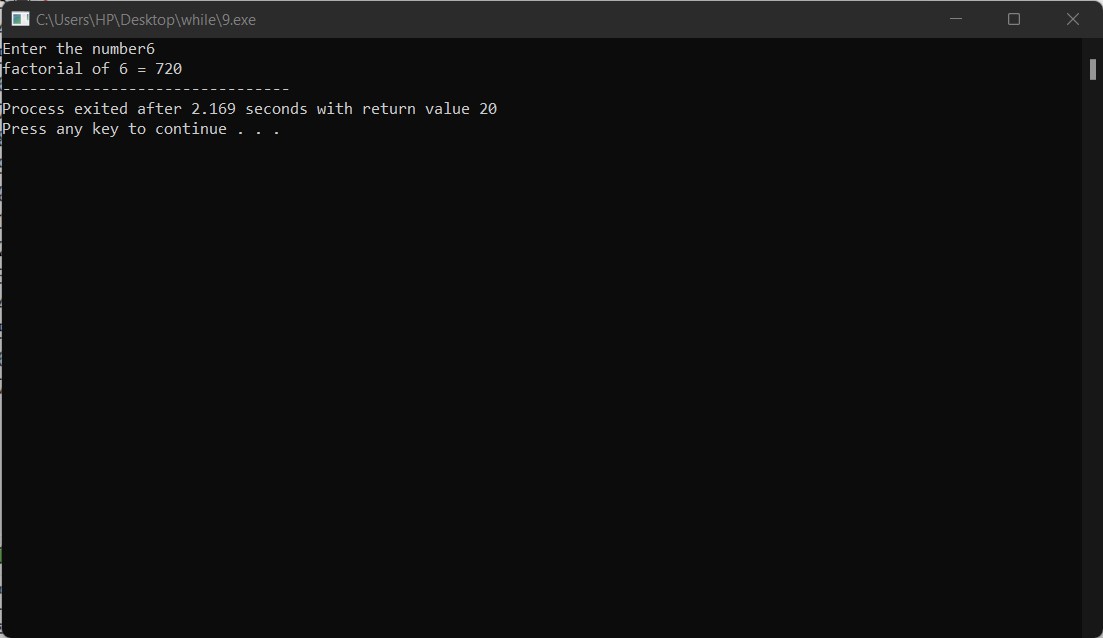 C:\Users\HP\Desktop\while\9.exe
Enter the number6
factorial of 6 = 720
--------------------------------
Process exited after 2.169 seconds with return value 20
Press any key to continue . . .